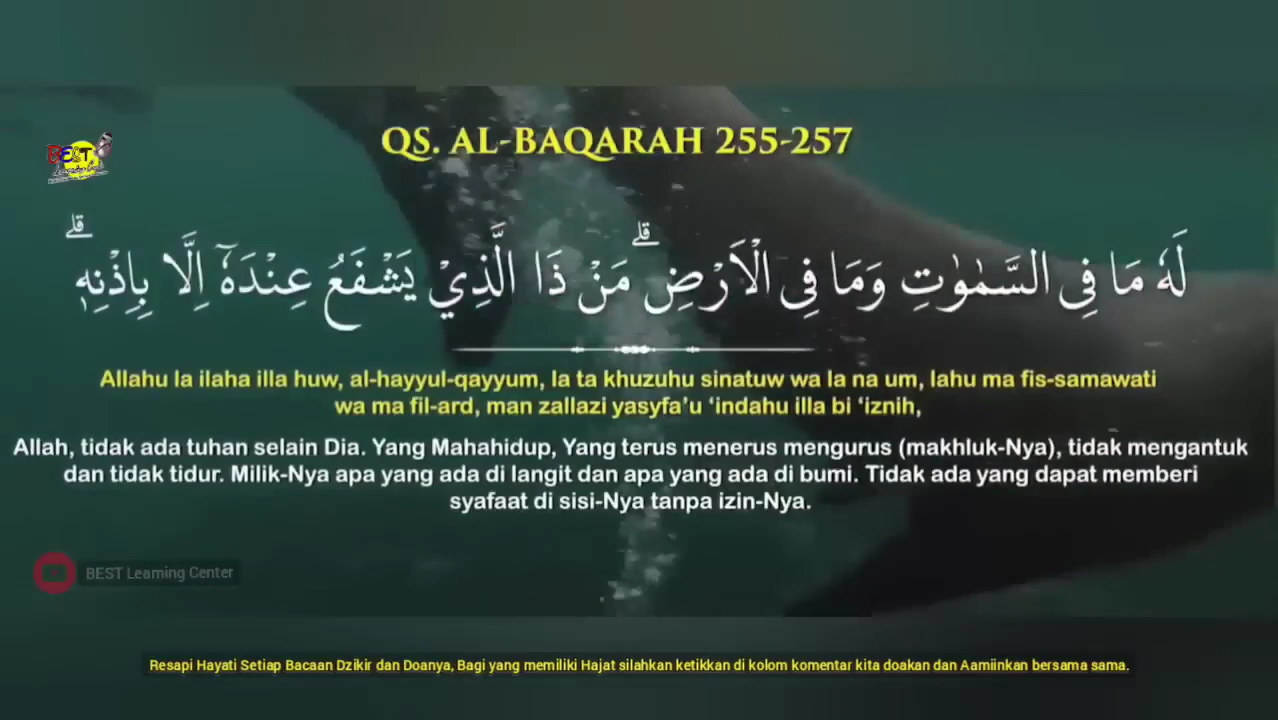 BEST
QS. AL-BAQARAH 255-257
لَهٗ مَا فِى السَّمٰوٰتِ وَمَا فِى الْاَرْضِۗ مَنْ ذَا الَّذِيْ يَشْفَعُ عِنْدَهٗٓ اِلَّا بِاِذْنِهٖۗ
Allahu la ilaha illa huw, al-hayyul-qayyum, la ta khuzuhu sinatuw wa la na um, lahu ma fis-samawati
wa ma fil-ard, man zallazi yasyfa’u ‘indahu illa bi ‘iznih,
Allah, tidak ada tuhan selain Dia. Yang Mahahidup, Yang terus menerus mengurus (makhluk-Nya), tidak mengantuk
dan tidak tidur. Milik-Nya apa yang ada di langit dan apa yang ada di bumi. Tidak ada yang dapat memberi
syafaat di sisi-Nya tanpa izin-Nya.
BEST Learning Center
Resapi Hayati Setiap Bacaan Dzikir dan Doanya, Bagi yang memiliki Hajat silahkan ketikkan di kolom komentar kita doakan dan Aamiinkan bersama sama.